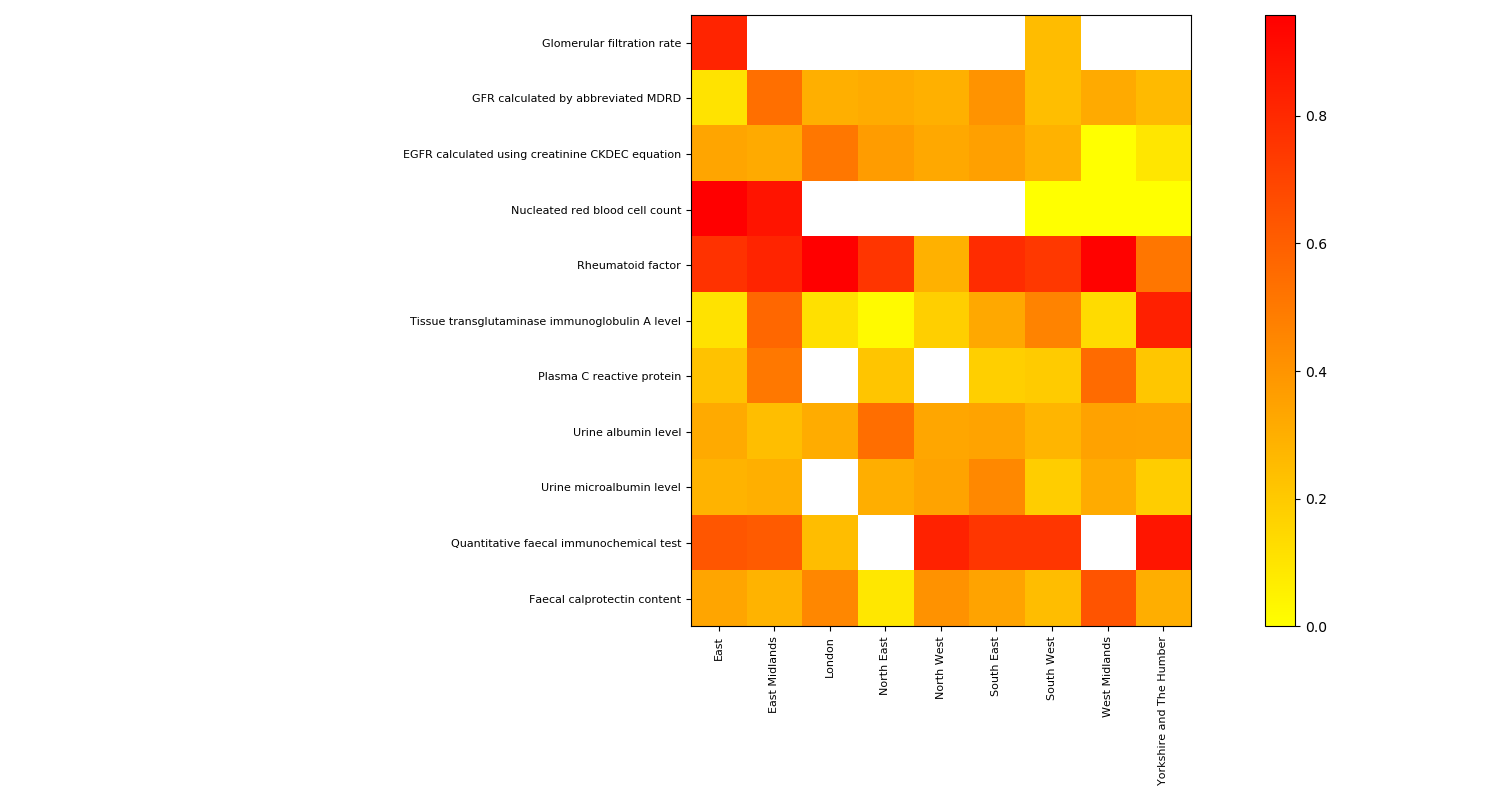 Glomerular filtration rate
GFR calculated by abbreviated MDRD
EGFR calculated using creatinine CKDEC equation
Nucleated red blood cell count
Rheumatoid factor
Tissue transglutaminase immunoglobulin A level
Plasma C reactive protein
Urine albumin level
Urine microalbumin level
Quantitative faecal immunochemical test
Faecal calprotectin content
East
East Midlands
London
North East
North West
South East
South West
West Midlands
Yorkshire and The Humber
0.8
0.6
0.4
0.2
0.0